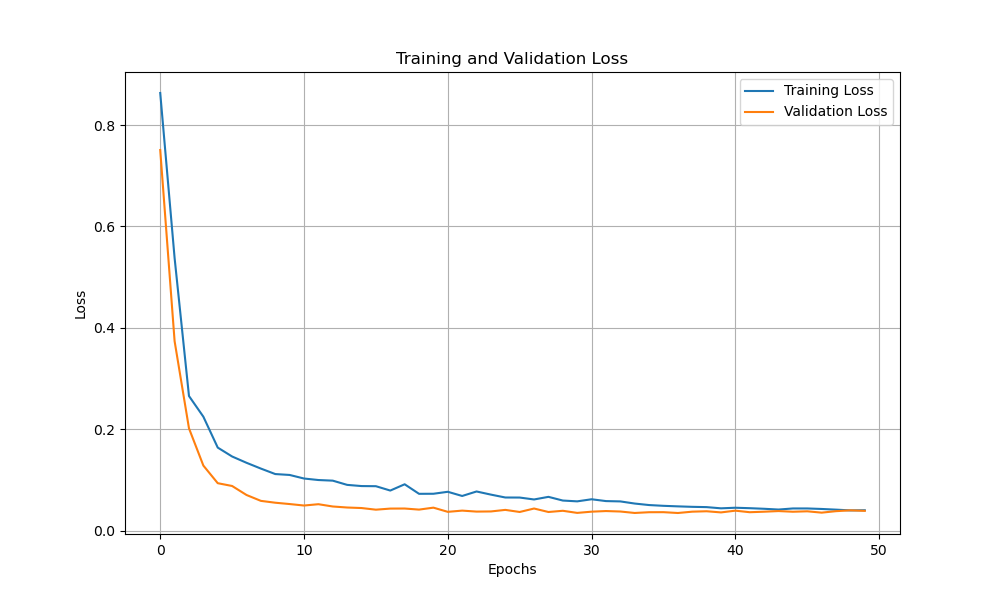 Training and Validation Loss
Training Loss
Validation Loss
0.8
0.6
0.4
0.2
0.0
Loss
0 10 20 30 40 50
Epochs